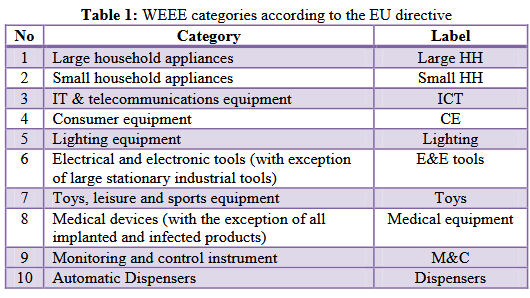 Table 1: WEEE categories according to the EU directive
No Category Label
1 Large household appliances Large HH
2 Small household appliances Small HH
3 IT & telecommunications equipment ICT
4 Consumer equipment CE
5 Lighting equipment Lighting
6 Electrical and electronic tools (with exception E&E tools
of large stationary industrial tools)
7 Toys, leisure and sports equipment Toys
8 Medical devices (with the exception of all Medical equipment
implanted and infected products)
9 Monitoring and control instrument M&C
10 Automatic Dispensers Dispensers